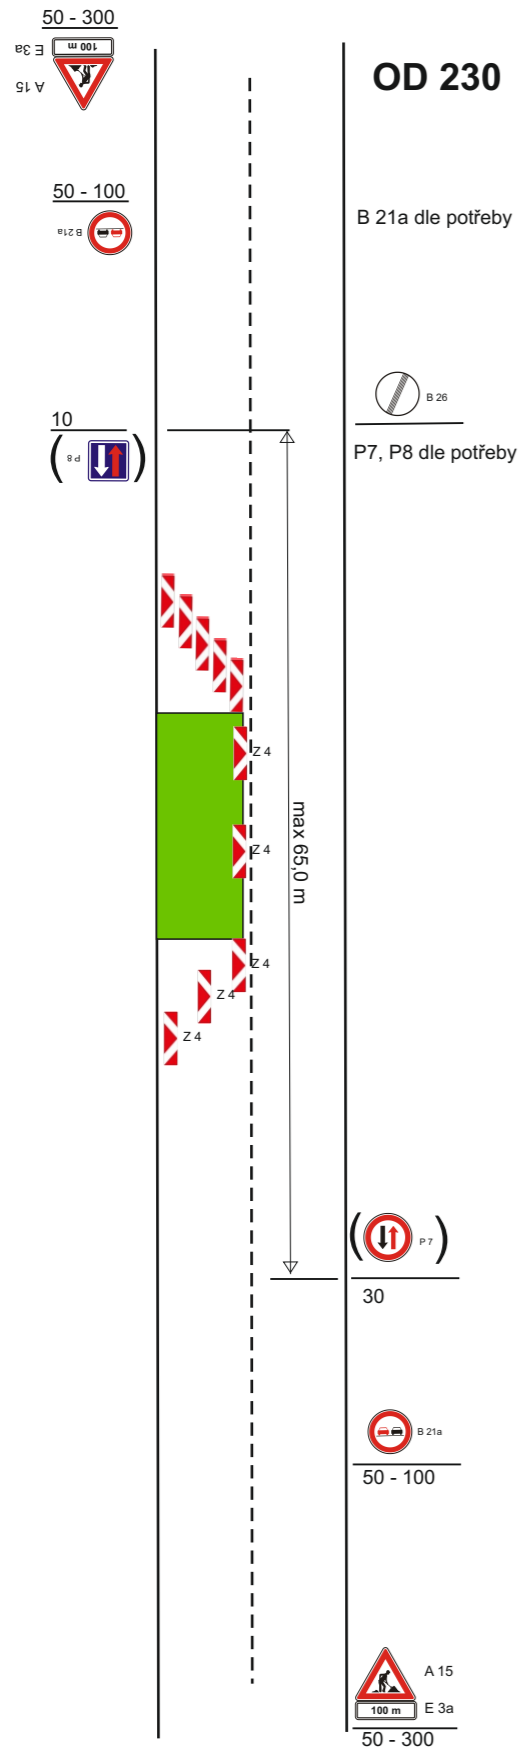 50 - 300
100 m
E 3a
A 15
OD 230
50 - 100
B 21a
B 21a dle potřeby
B 26
10
( P 8 )
P7, P8 dle potřeby
Z 4
Z 4
max 65,0 m
Z 4
Z 4
Z 4
( P 7 )
30
B 21a
50 - 100
A 15
100 m
E 3a
50 - 300